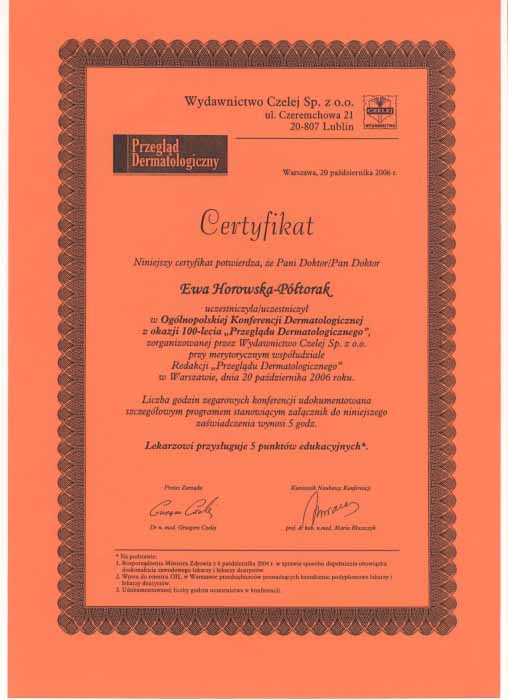 Wydawnictwo Czelej Sp. z o.o.
ul. Czeremchowa 21
20-807 Lublin
CZELEJ
WYDAWNICTWO
Przegląd
Dermatologiczny
Warszawa, 20 października 2006 r.
Certyfikat
Niniejszy certyfikat potwierdza, że Pani Doktor/Pan Doktor
Ewa Horowska-Półtorak
uczestniczyła/uczestniczył
w Ogólnopolskiej Konferencji Dermatologicznej
z okazji 100-lecia „Przeglądu Dermatologicznego”,
zorganizowanej przez Wydawnictwo Czelej Sp. z o.o.
przy merytorycznym współudziale
Redakcji „Przeglądu Dermatologicznego”
w Warszawie, dnia 20 października 2006 roku.
Liczba godzin zegarowych konferencji udokumentowana
szczegółowym programem stanowiącym załącznik do niniejszego
zaświadczenia wynosi 5 godz.
Lekarzowi przysługuje 5 punktów edukacyjnych*.
Prezes Zarządu
Kierownik Naukowy Konferencji
Dr n. med. Grzegorz Czelej
prof. dr hab. n.med. Maria Błaszczyk
* Na podstawie:
1. Rozporządzenia Ministra Zdrowia z 6 października 2004 r. w sprawie sposobu dopełnienia obowiązku
doskonalenia zawodowego lekarzy i lekarzy dentystów.
2. Wpisu do rejestru OIL w Warszawie przedsiębiorców prowadzących kształcenie podyplomowe lekarzy i
lekarzy dentystów.
3. Udokumentowanej liczby godzin uczestnictwa w konferencji.